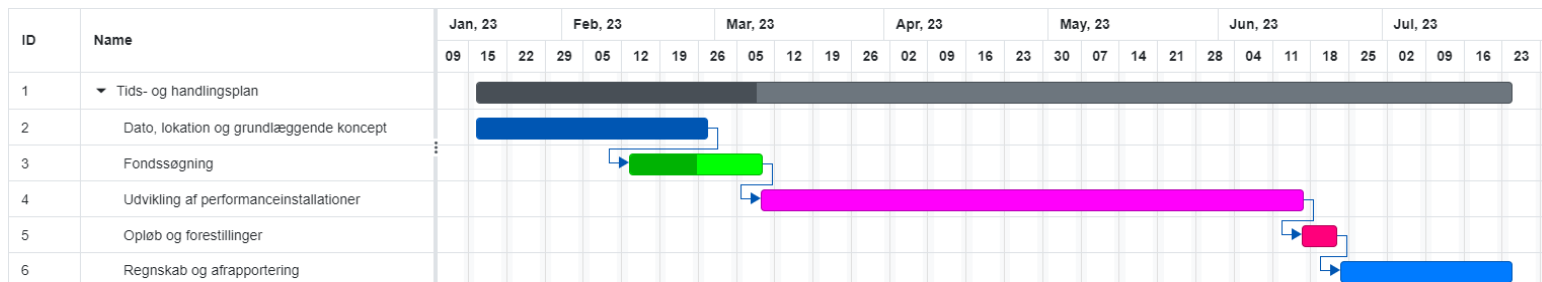 ID Name Jan, 23 Feb, 23 Mar, 23 Apr, 23 May, 23 Jun, 23 Jul, 23
09 15 22 29 05 12 19 26 05 12 19 26 02 09 16 23 30 07 14 21 28 04 11 18 25 02 09 16 23
1 Tids- og handlingsplan
2 Dato, lokation og grundlæggende koncept
3 Fondssøgning
4 Udvikling af performanceinstallationer
5 Opløb og forestillinger
6 Regnskab og afrapportering